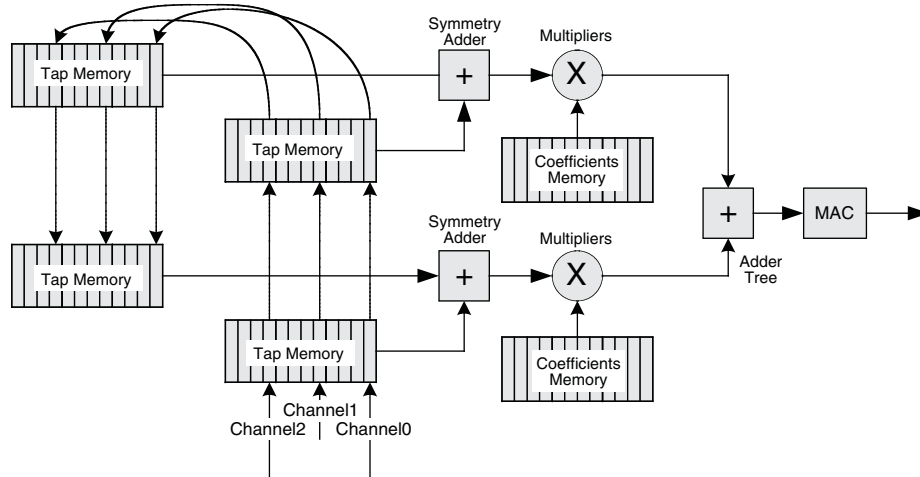 Symmetry
Adder
Multipliers
Tap Memory
+
X
Tap Memory
Coefficients
Memory
Symmetry
Adder
Multipliers
+
MAC
Tap Memory
+
X
Adder
Tree
Tap Memory
Coefficients
Memory
Channel1
Channel2
Channel0